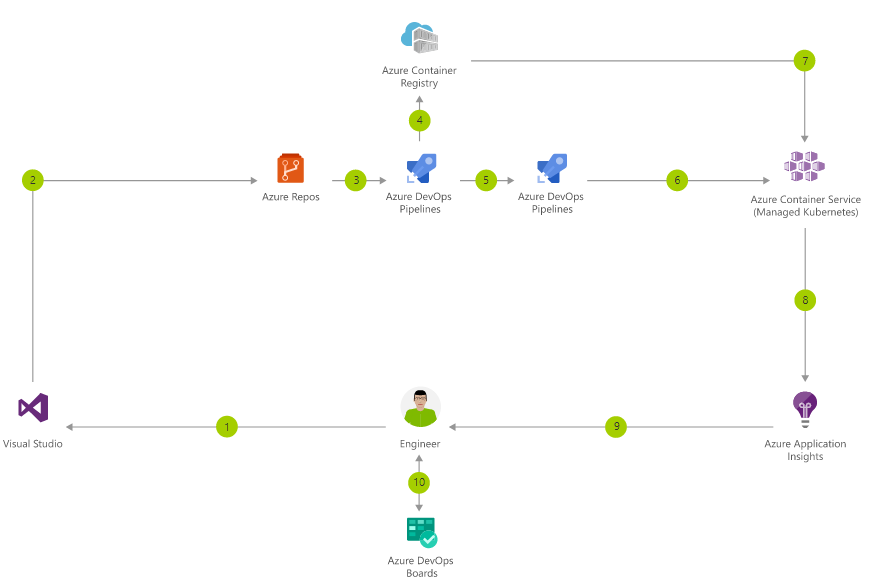 Azure Container
Registry
7
4
2
3
5
6
Azure Repos
Azure DevOps
Pipelines
Azure DevOps
Pipelines
Azure Container Service
(Managed Kubernetes)
8
1
9
Visual Studio
Engineer
Azure Application
Insights
10
Azure DevOps
Boards